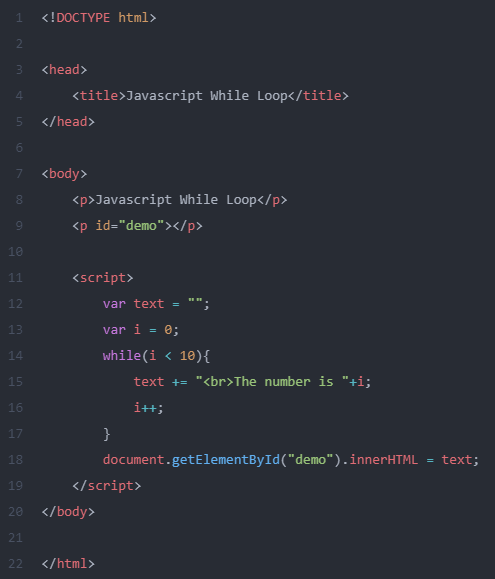 1 <!DOCTYPE html>
2
3 <head>
4     <title>Javascript While Loop</title>
5 </head>
6
7 <body>
8     <p>Javascript While Loop</p>
9     <p id="demo"></p>
10
11     <script>
12         var text = "";
13         var i = 0;
14         while(i < 10){
15             text += "<br>The number is "+i;
16             i++;
17         }
18         document.getElementById("demo").innerHTML = text;
19     </script>
20 </body>
21
22 </html>